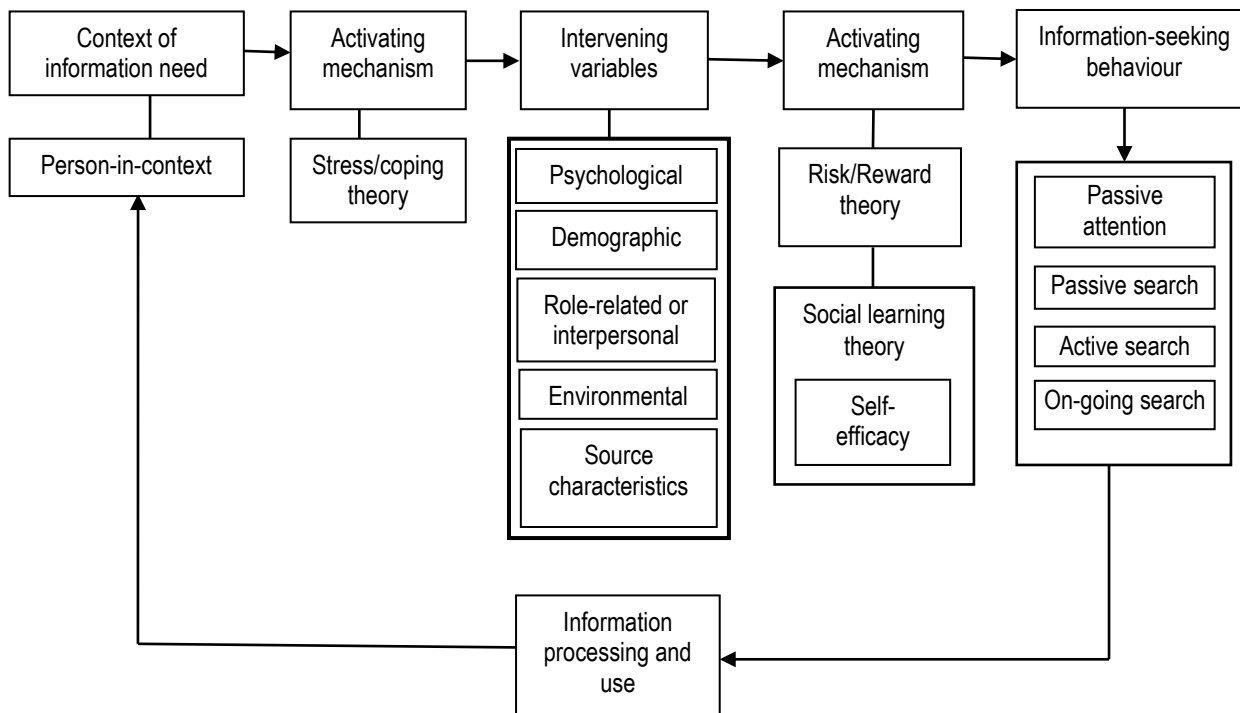 Context of
information need
Activating
mechanism
Intervening
variables
Activating
mechanism
Information-seeking
behaviour
Person-in-context
Stress/coping
theory
Psychological
Demographic
Role-related or
interpersonal
Environmental
Source
characteristics
Risk/Reward
theory
Social learning
theory
Self-
efficacy
Passive
attention
Passive search
Active search
On-going search
Information
processing and
use